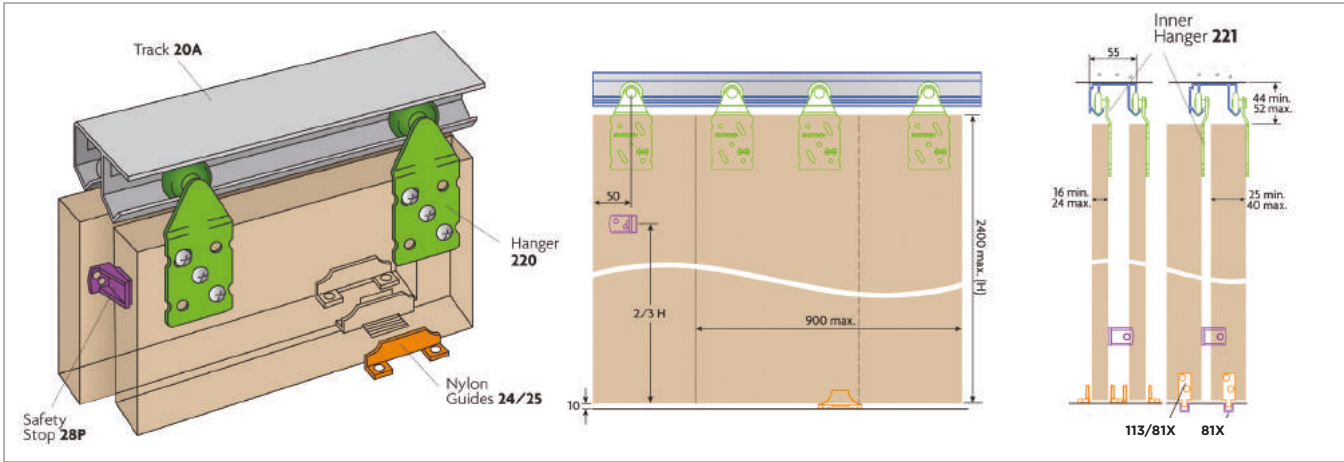 Track 20A
Hanger
220
Nylon
Guides 24/25
Safety
Stop 28P
50
2/3 H
900 max.
2400 max. (H)
10
Inner
Hanger 221
55
44 min.
52 max.
16 min.
24 max.
25 min.
40 max.
113/81X
81X